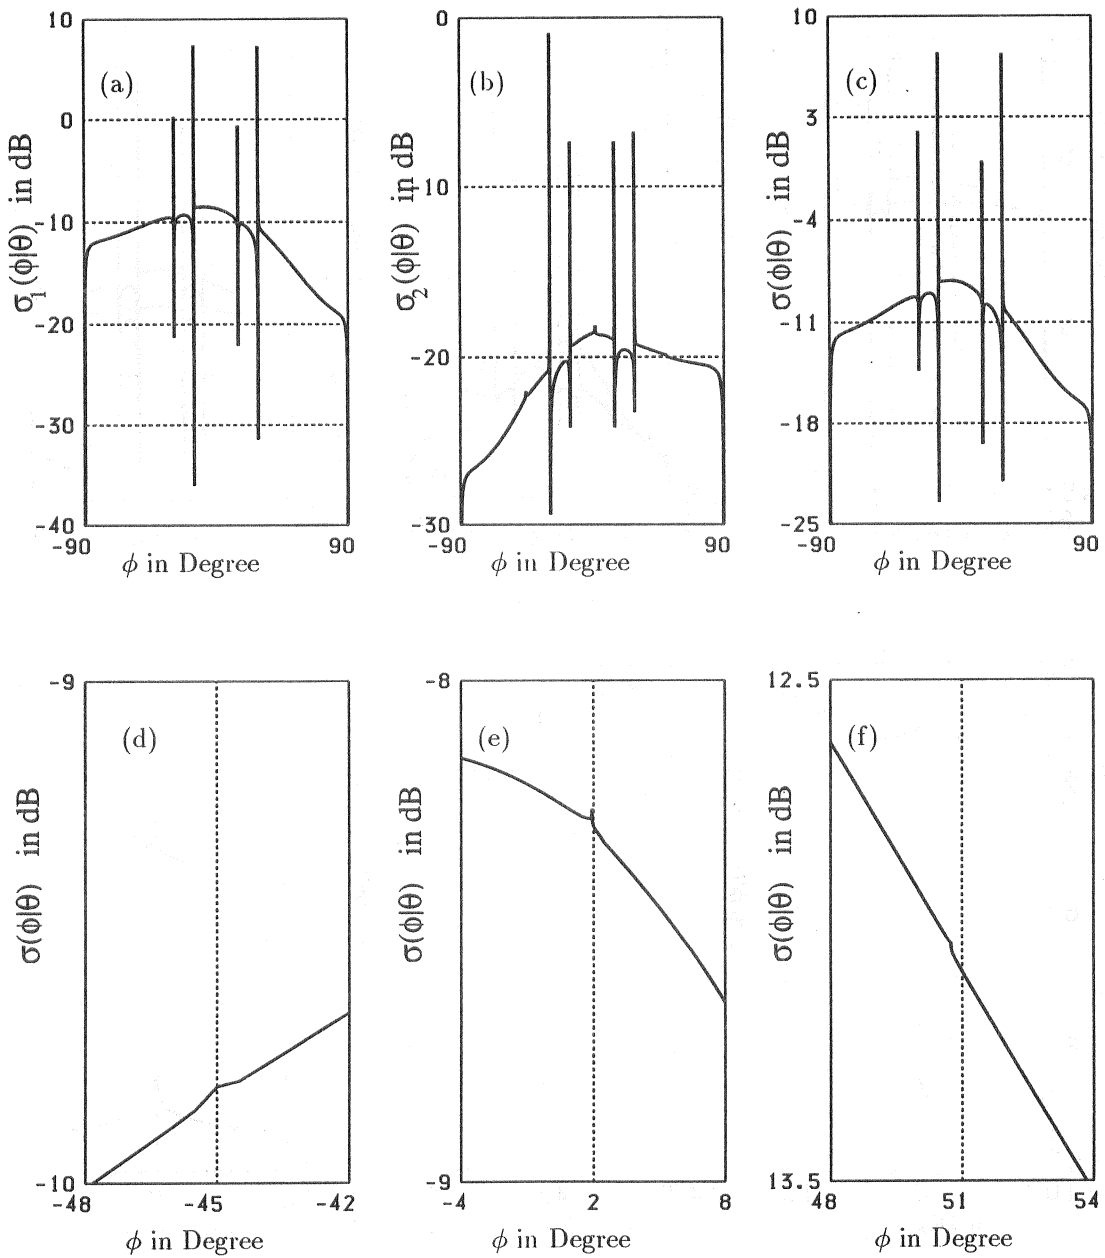 (a)
10
0
-10
-20
-30
-40
σ₁(ϕ|θ) in dB
-90
90
ϕ in Degree
(b)
0
10
-20
-30
σ₂(ϕ|θ) in dB
-90
90
ϕ in Degree
(c)
10
3
-4
-11
-18
-25
σ(ϕ|θ) in dB
-90
90
ϕ in Degree
(d)
-9
-10
σ(ϕ|θ) in dB
-48
-45
-42
ϕ in Degree
(e)
-8
-9
σ(ϕ|θ) in dB
-4
2
8
ϕ in Degree
(f)
12.5
13.5
σ(ϕ|θ) in dB
48
51
54
ϕ in Degree